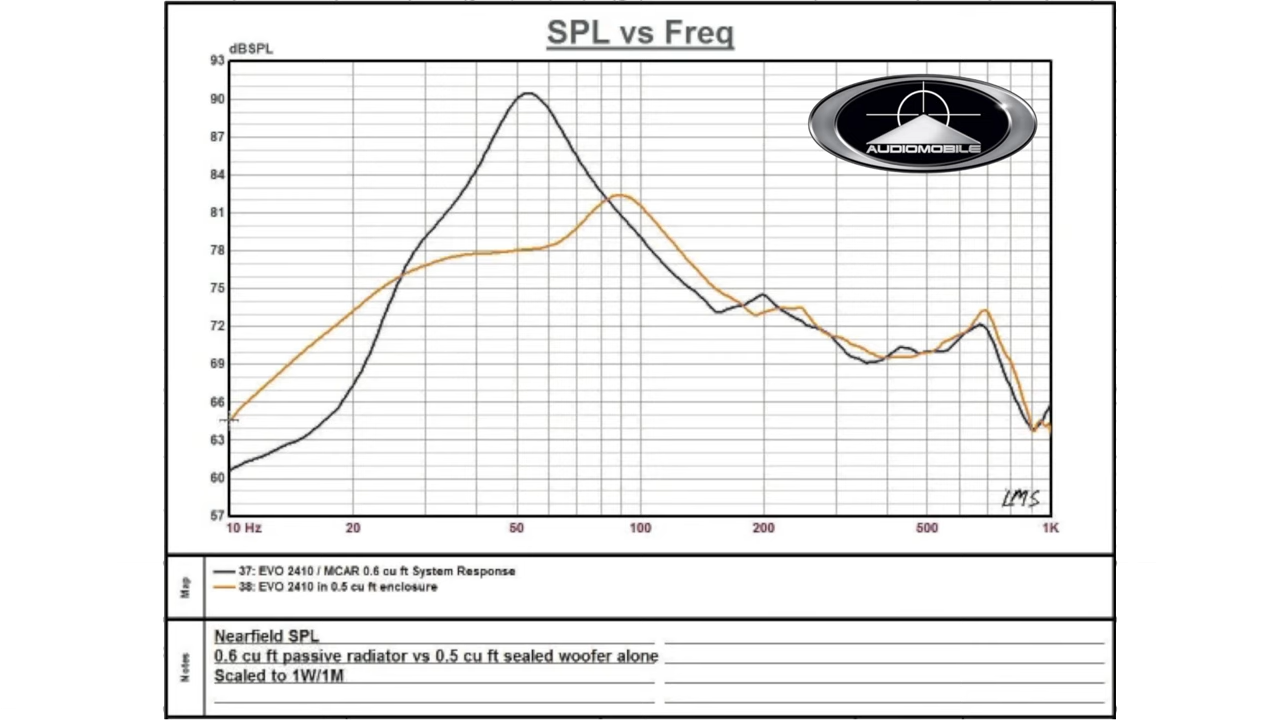 SPL vs Freq
dBSPL
93
90
87
84
81
78
75
72
69
66
63
60
57
10 Hz 20 50 100 200 500 1K
AUDIOMOBILE
LMS
Map
37: EVO 2410 / MCAR 0.6 cu ft System Response
38: EVO 2410 in 0.5 cu ft enclosure
Notes
Nearfield SPL
0.6 cu ft passive radiator vs 0.5 cu ft sealed woofer alone
Scaled to 1W/1M